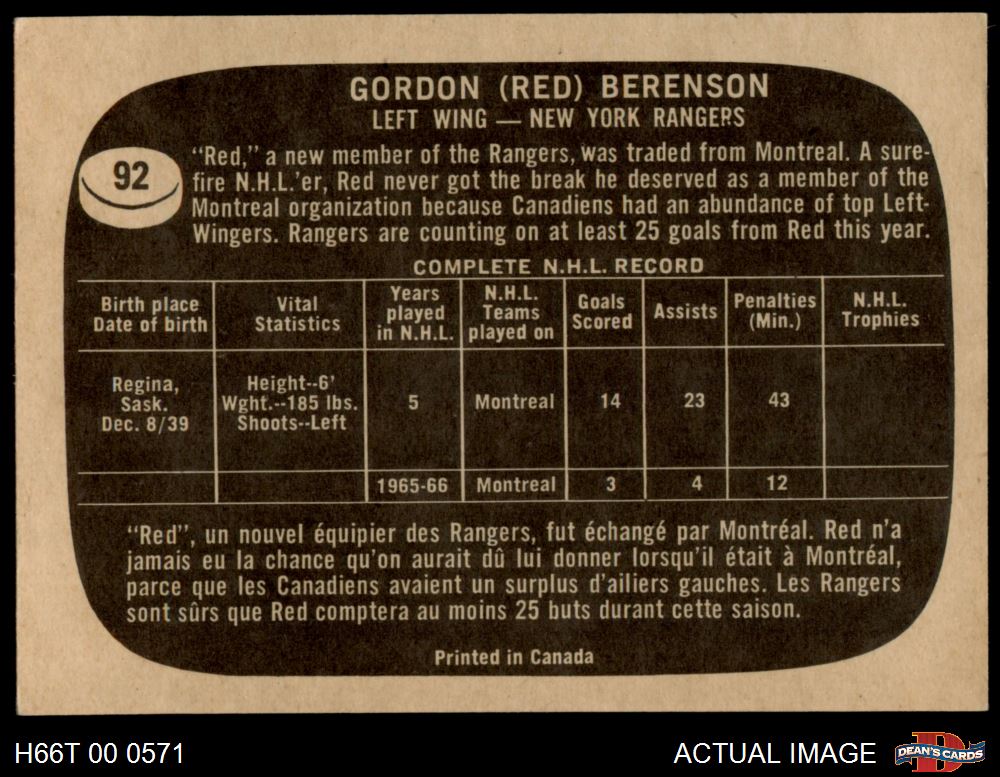 GORDON (RED) BERENSON
LEFT WING — NEW YORK RANGERS
92
"Red," a new member of the Rangers, was traded from Montreal. A sure-
fire N.H.L.'er, Red never got the break he deserved as a member of the
Montreal organization because Canadiens had an abundance of top Left-
Wingers. Rangers are counting on at least 25 goals from Red this year.
COMPLETE N.H.L. RECORD
Birth place
Date of birth
Vital
Statistics
Years
played
in N.H.L.
N.H.L.
Teams
played on
Goals
Scored
Assists
Penalties
(Min.)
N.H.L.
Trophies
Regina,
Sask.
Dec. 8/39
Height--6'
Wght.--185 lbs.
Shoots--Left
5
Montreal
14
23
43
1965-66
Montreal
3
4
12
"Red", un nouvel équipier des Rangers, fut échangé par Montréal. Red n'a
jamais eu la chance qu'on aurait dû lui donner lorsqu'il était à Montréal,
parce que les Canadiens avaient un surplus d'ailiers gauches. Les Rangers
sont sûrs que Red comptera au moins 25 buts durant cette saison.
Printed in Canada
H66T 00 0571
ACTUAL IMAGE
D
DEAN'S CARDS